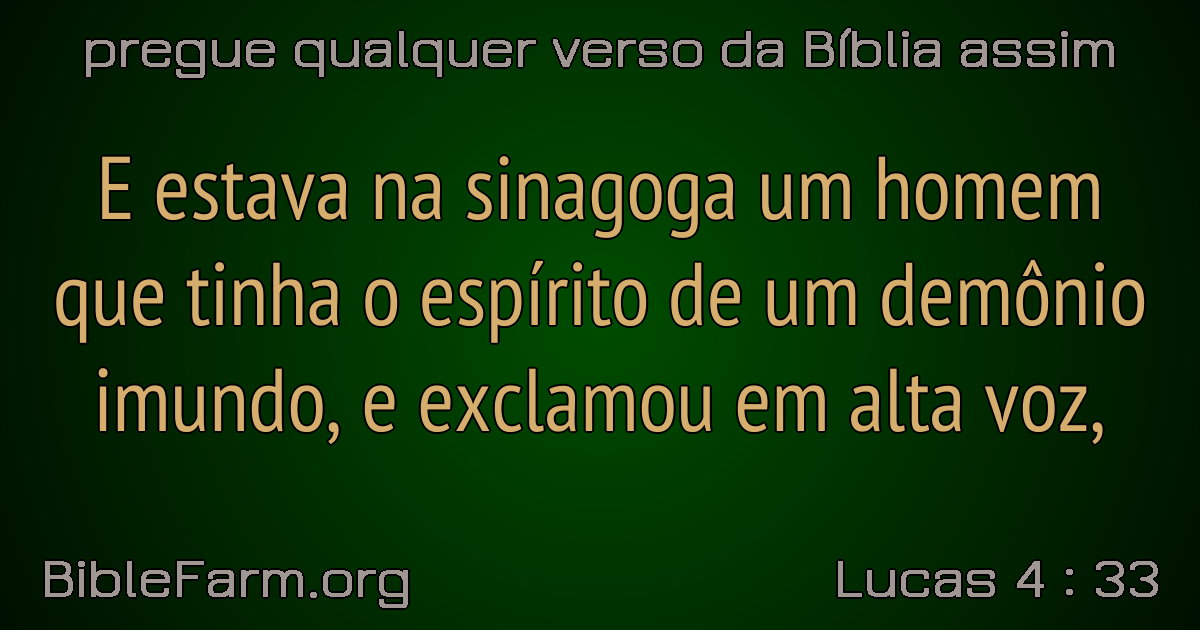 pregue qualquer verso da Bíblia assim
E estava na sinagoga um homem
que tinha o espírito de um demônio
imundo, e exclamou em alta voz,
BibleFarm.org
Lucas 4 : 33